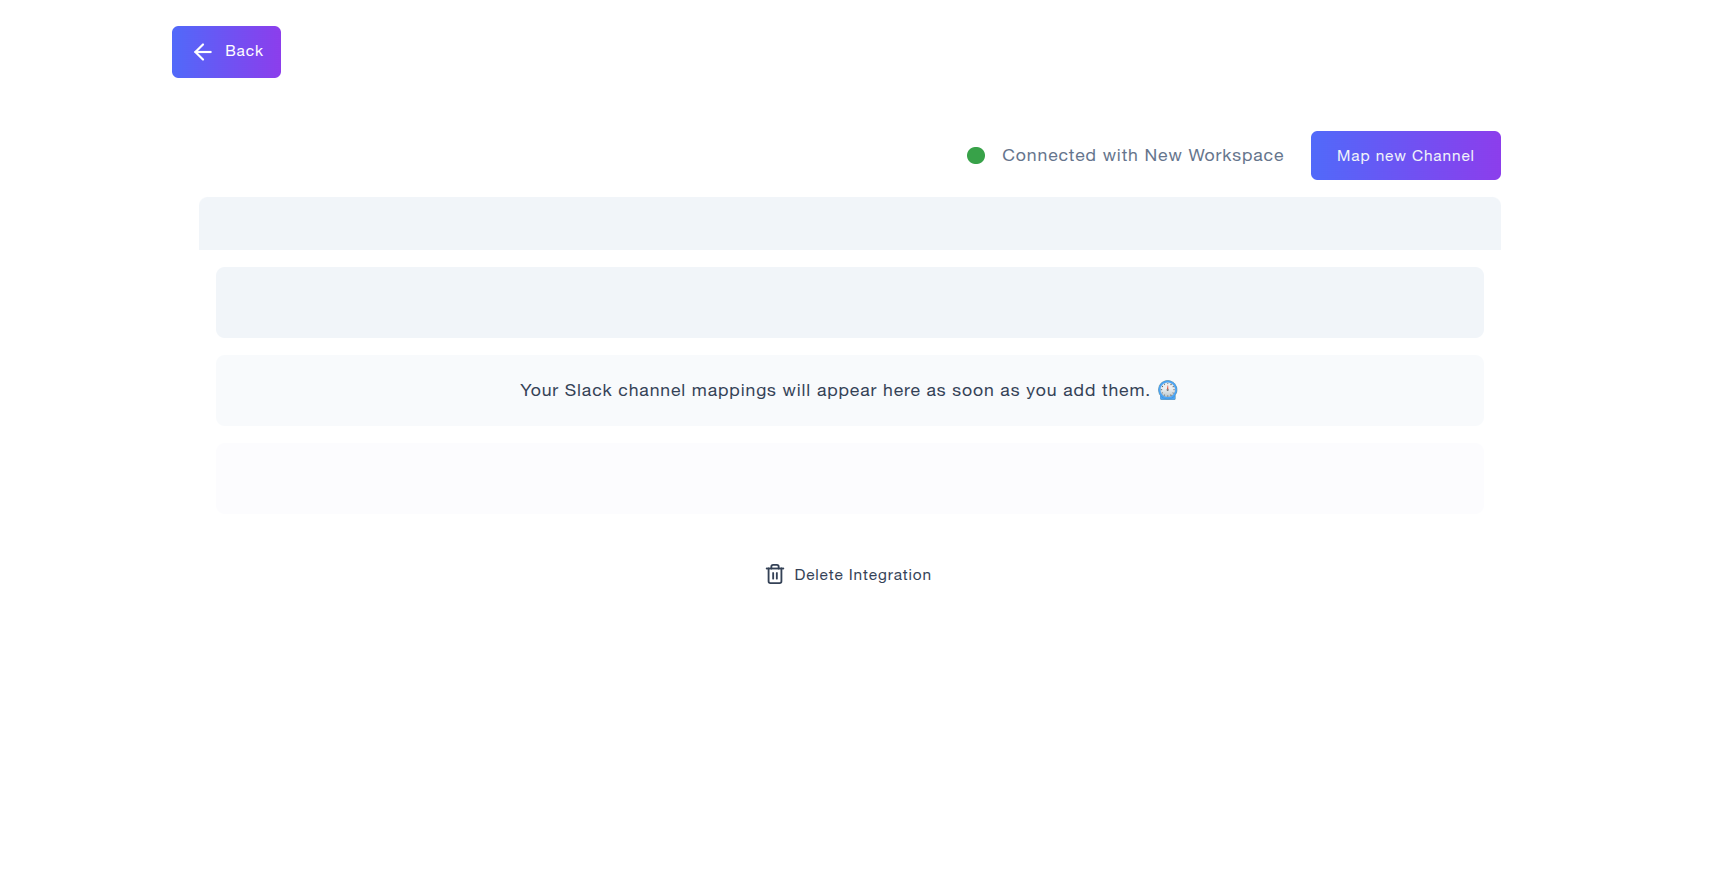 Back
Connected with New Workspace
Map new Channel
Your Slack channel mappings will appear here as soon as you add them. ⏲️
Delete Integration